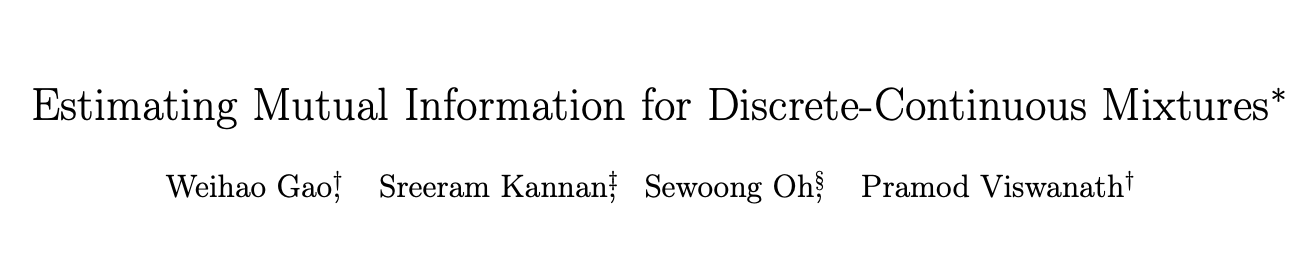 Estimating Mutual Information for Discrete-Continuous Mixtures*
Weihao Gao†, Sreeram Kannan‡, Sewoong Oh§, Pramod Viswanath†